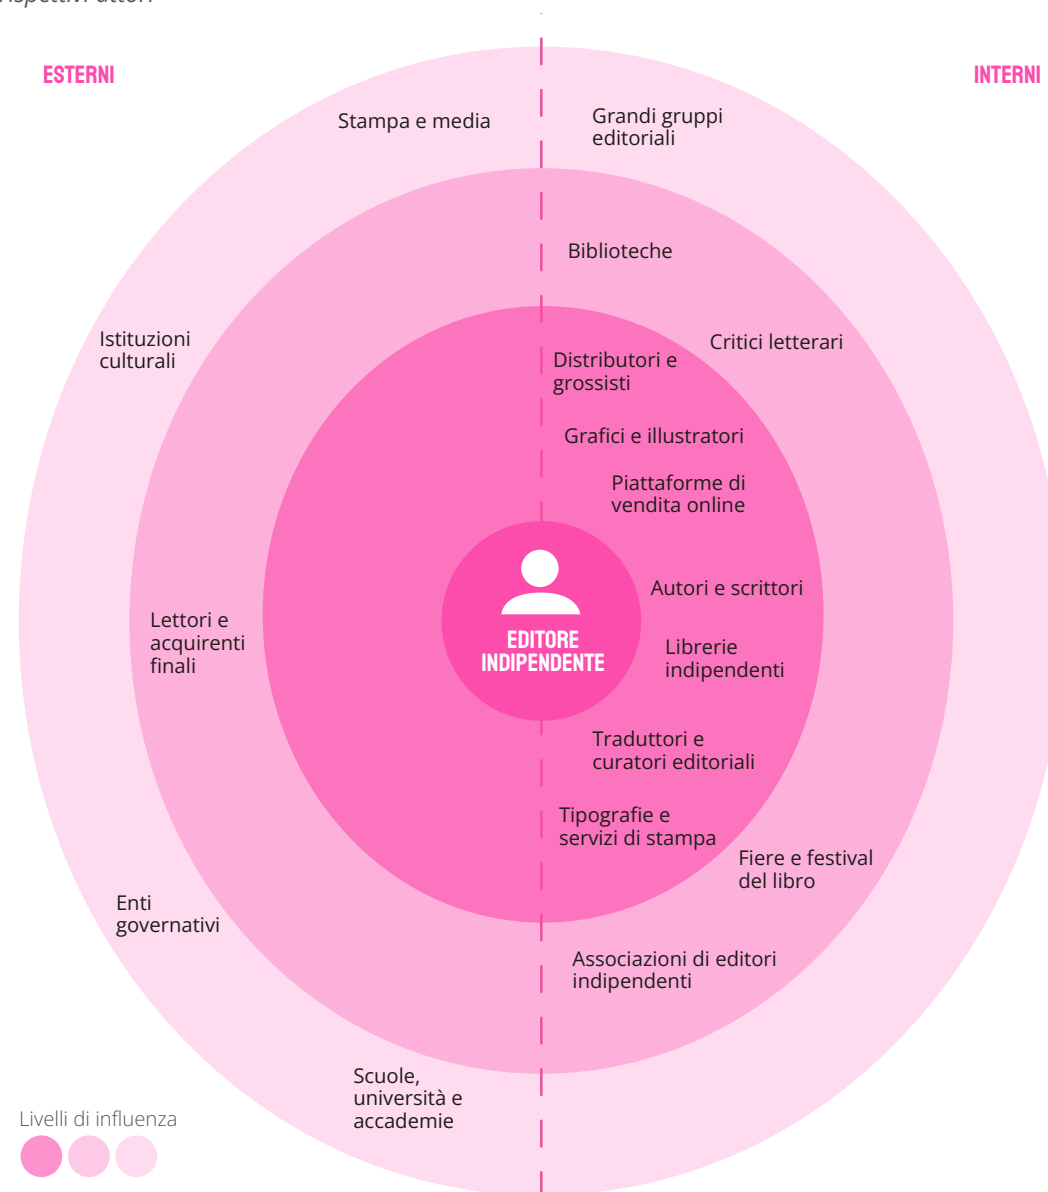 rispettivi attori
ESTERNI
INTERNI
Stampa e media
Grandi gruppi
editoriali
Biblioteche
Istituzioni
culturali
Critici letterari
Distributori e
grossisti
Grafici e illustratori
Piattaforme di
vendita online
Autori e scrittori
Lettori e
acquirenti
finali
EDITORE
INDIPENDENTE
Librerie
indipendenti
Traduttori e
curatori editoriali
Tipografie e
servizi di stampa
Fiere e festival
del libro
Enti
governativi
Associazioni di editori
indipendenti
Scuole,
università e
accademie
Livelli di influenza